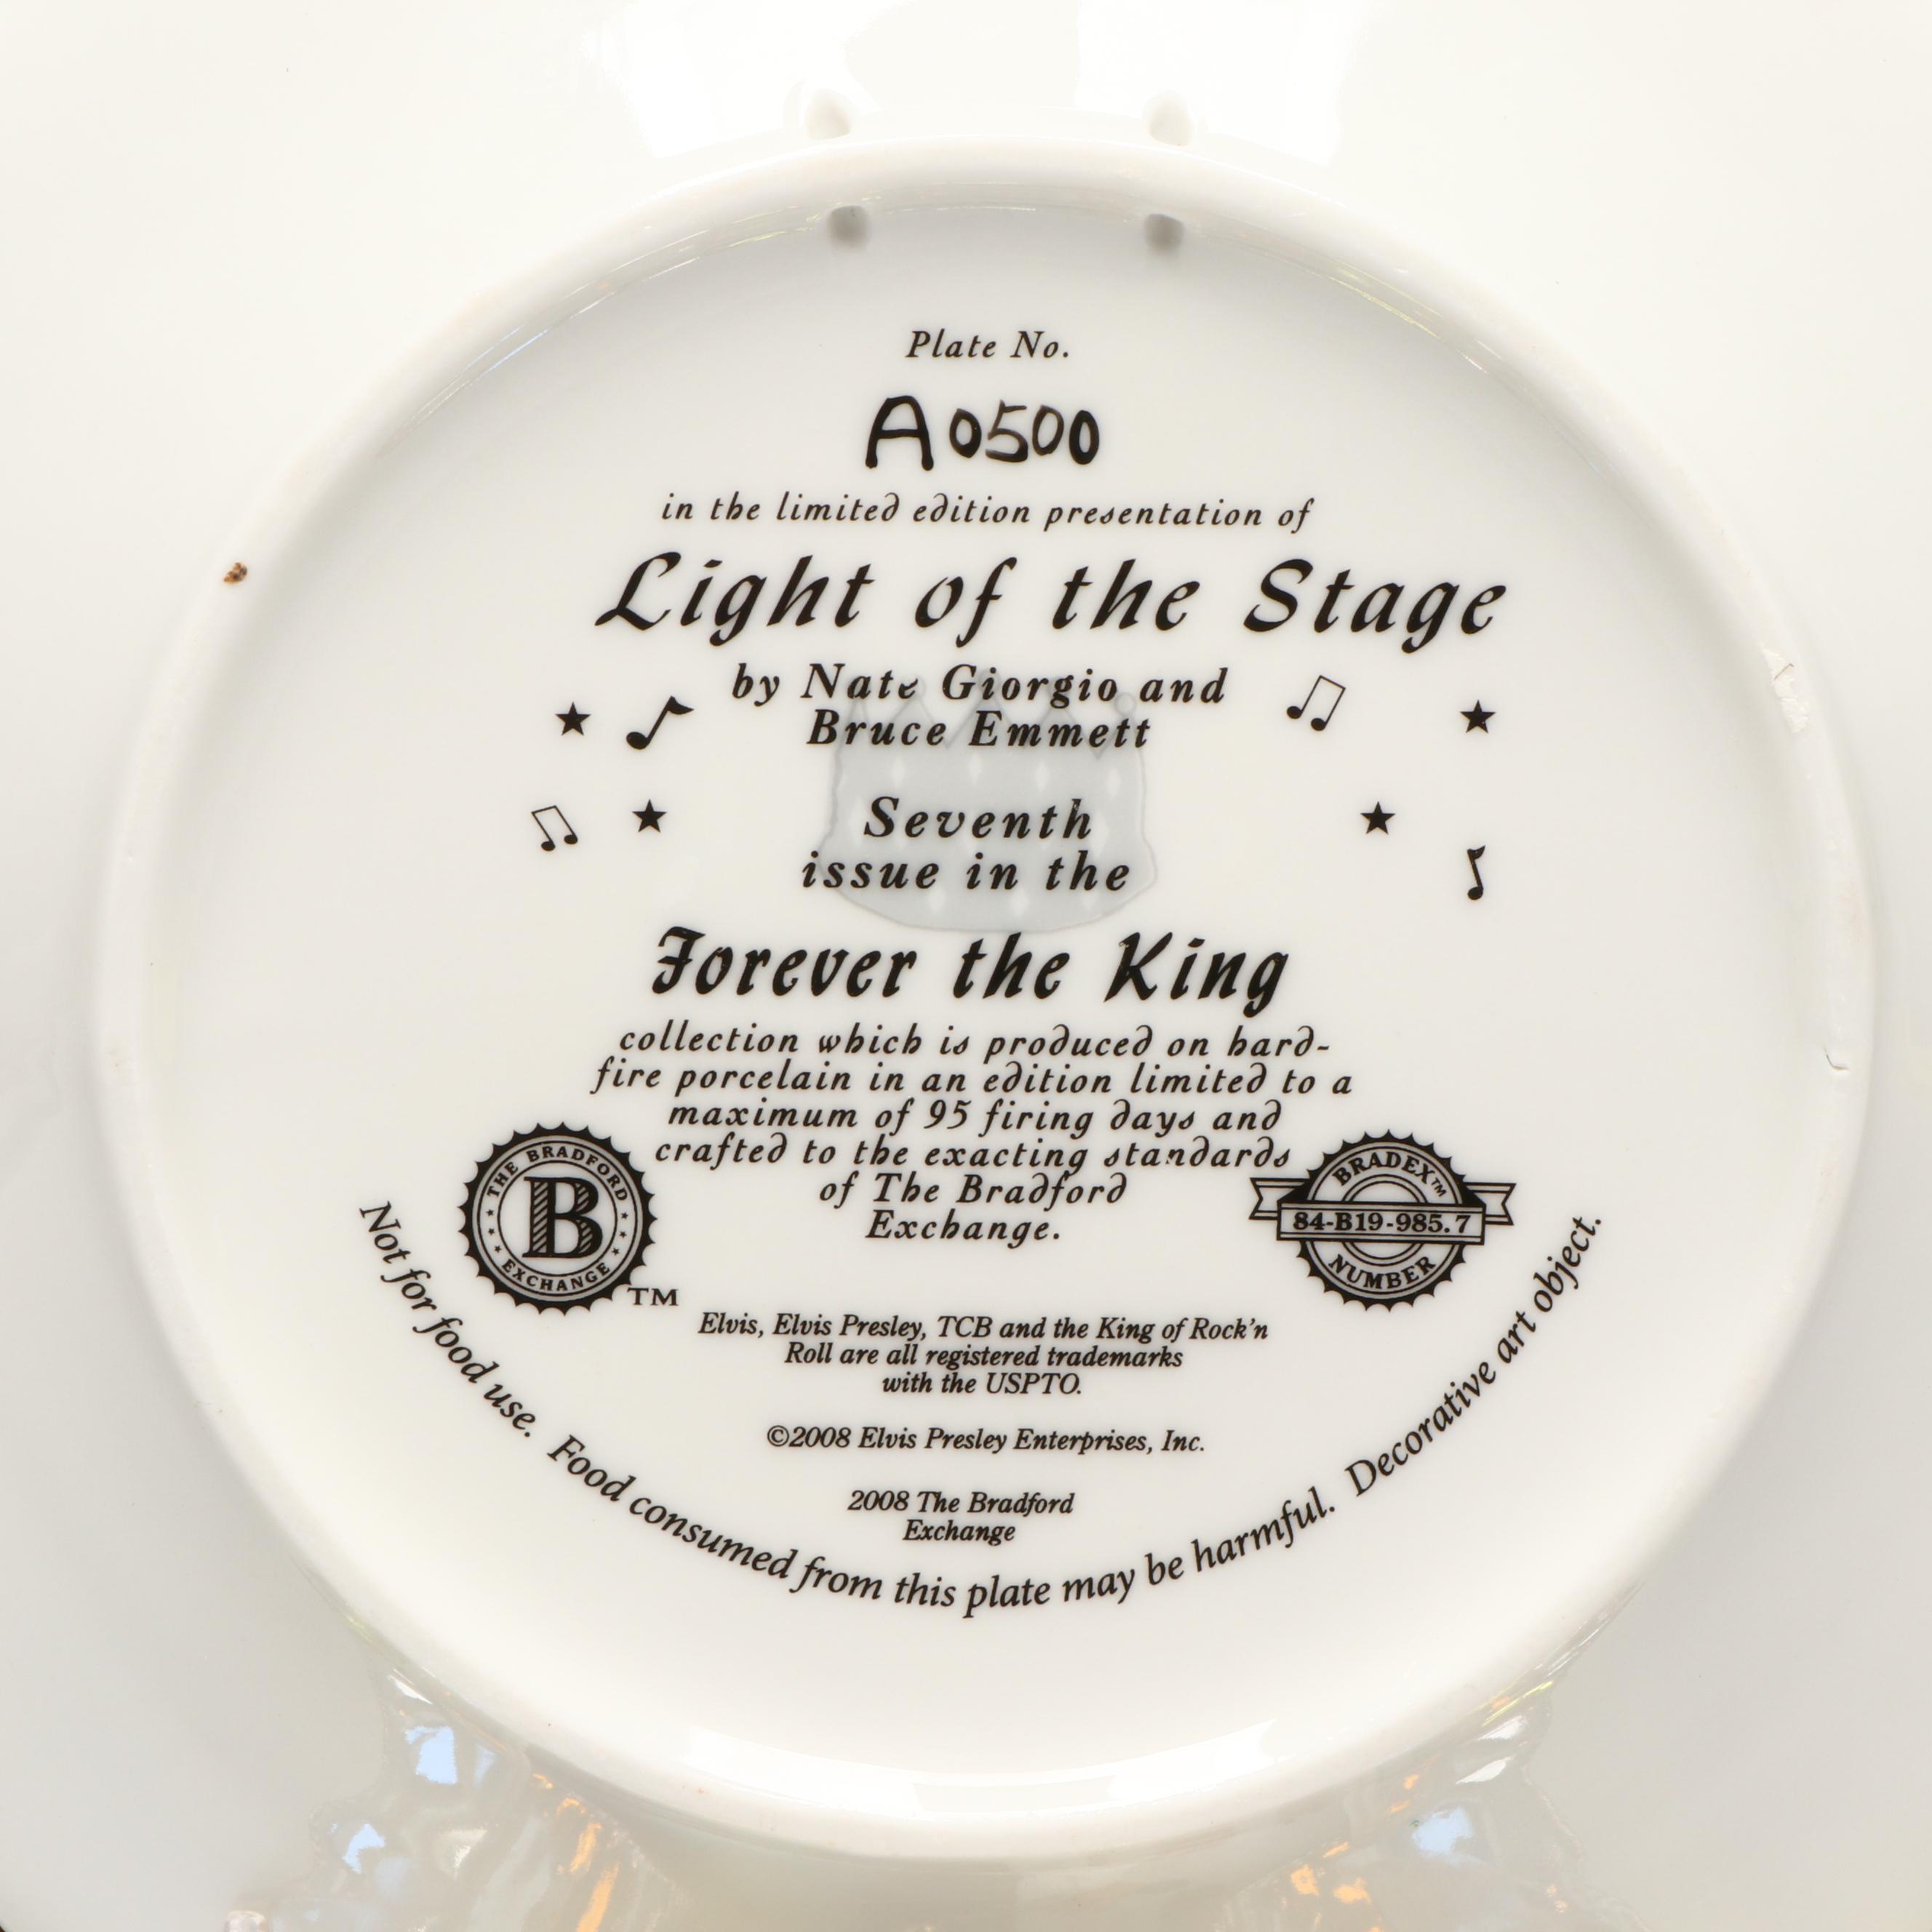 Plate No.
A0500
in the limited edition presentation of
Light of the Stage
by Nate Giorgio and
Bruce Emmett
Seventh
issue in the
Forever the King
collection which is produced on hard-
fire porcelain in an edition limited to a
maximum of 95 firing days and
crafted to the exacting standards
of The Bradford
Exchange.
THE BRADFORD
B
EXCHANGE
TM
BRADEX™
84-B19-985.7
NUMBER
Elvis, Elvis Presley, TCB and the King of Rock'n
Roll are all registered trademarks
with the USPTO.
©2008 Elvis Presley Enterprises, Inc.
2008 The Bradford
Exchange
Not for food use. Food consumed from this plate may be harmful. Decorative art object.